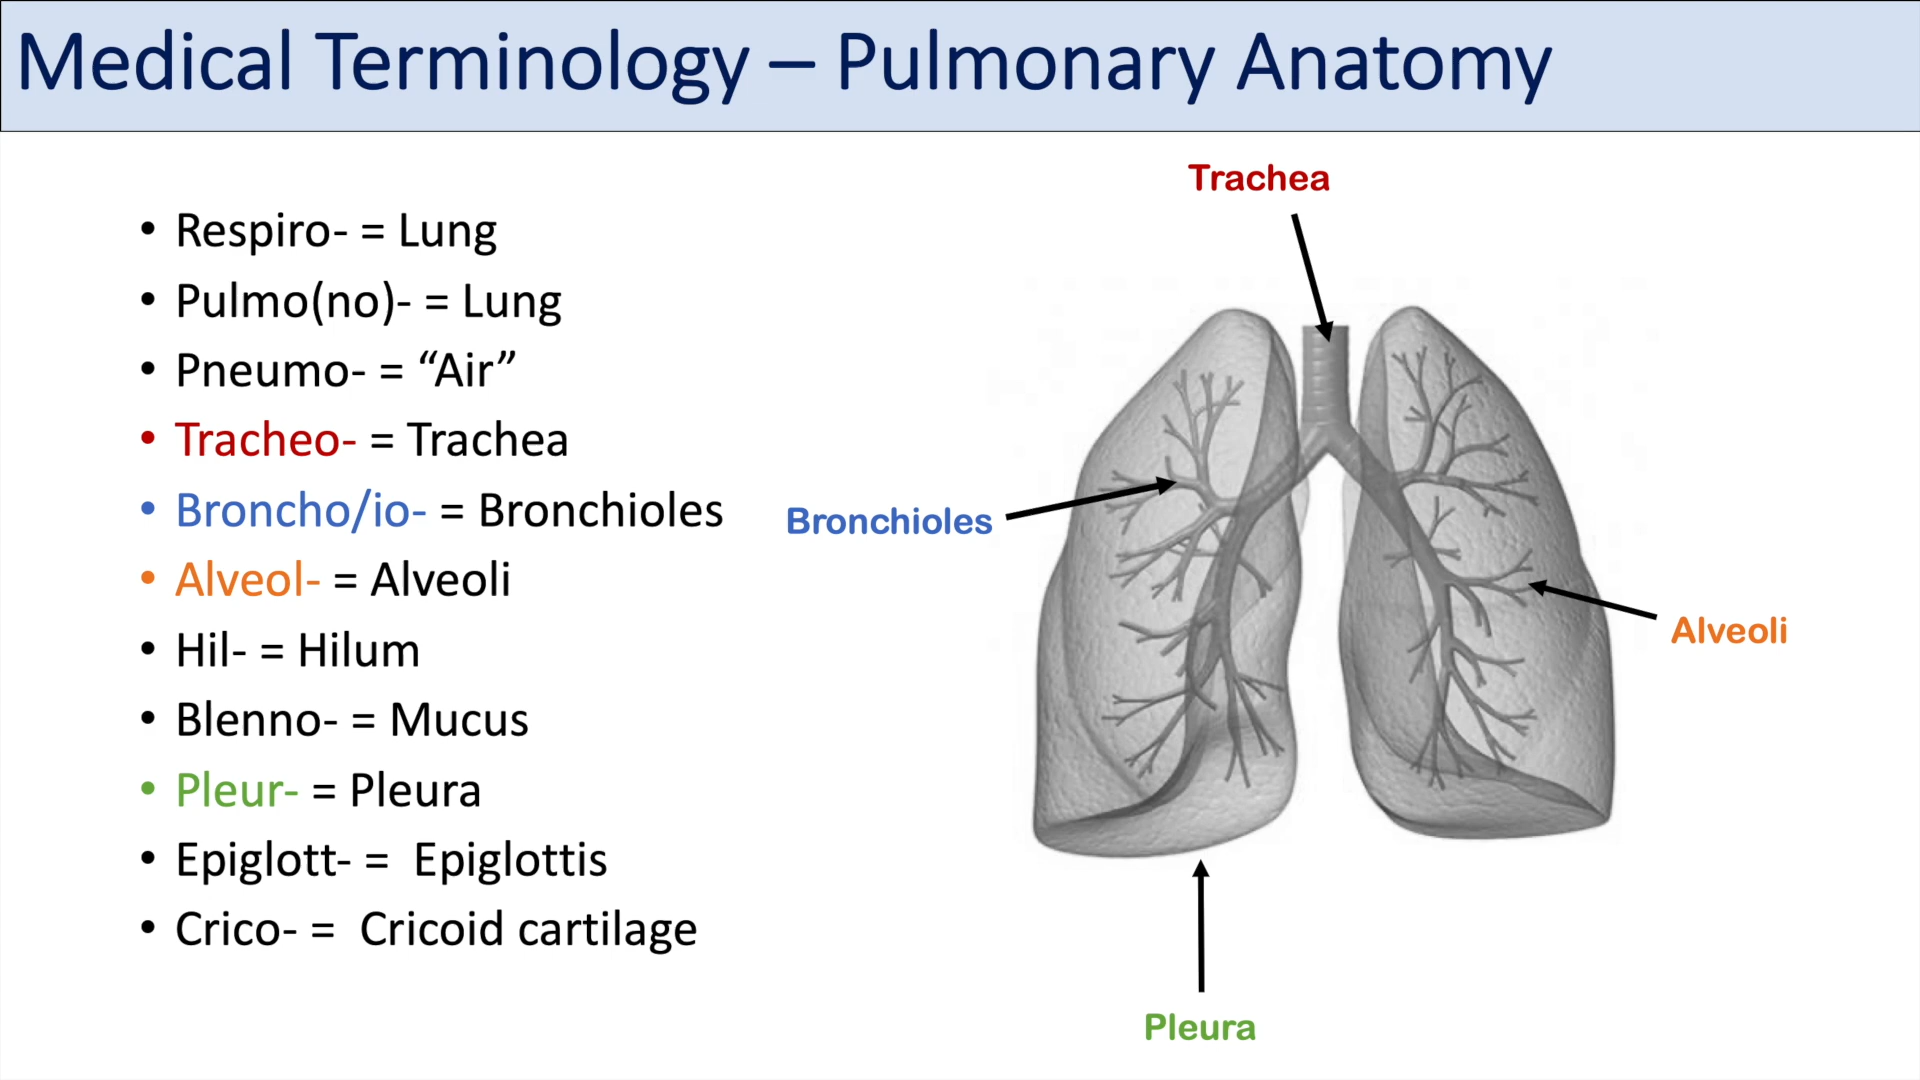 Medical Terminology – Pulmonary Anatomy
• Respiro- = Lung
• Pulmo(no)- = Lung
• Pneumo- = “Air”
• Tracheo- = Trachea
• Broncho/io- = Bronchioles
• Alveol- = Alveoli
• Hil- = Hilum
• Blenno- = Mucus
• Pleur- = Pleura
• Epiglott- =  Epiglottis
• Crico- =  Cricoid cartilage
Trachea
Bronchioles
Alveoli
Pleura